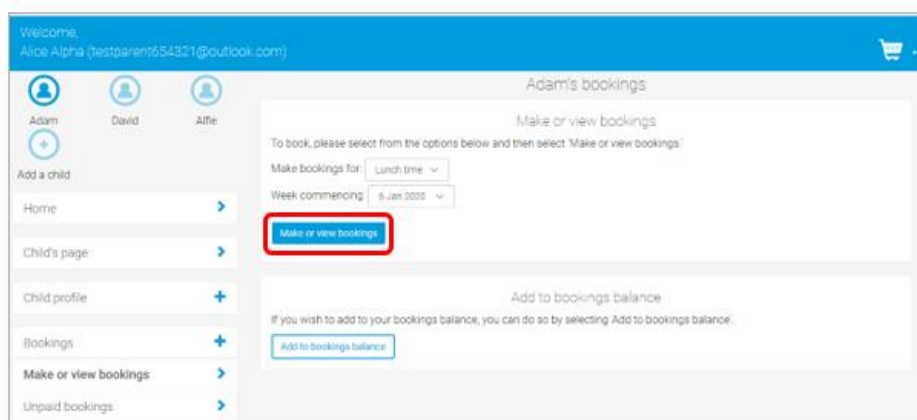 Welcome,
Alice Alpha (testparent654321@outlook.com)
Adam
David
Alfie
Add a child
Home
Child's page
Child profile
Bookings
Make or view bookings
Unpaid bookings
Adam's bookings
Make or view bookings
To book, please select from the options below and then select 'Make or view bookings.'
Make bookings for: Lunch time
Week commencing: 6 Jan 2020
Make or view bookings
Add to bookings balance
If you wish to add to your bookings balance, you can do so by selecting 'Add to bookings balance'.
Add to bookings balance